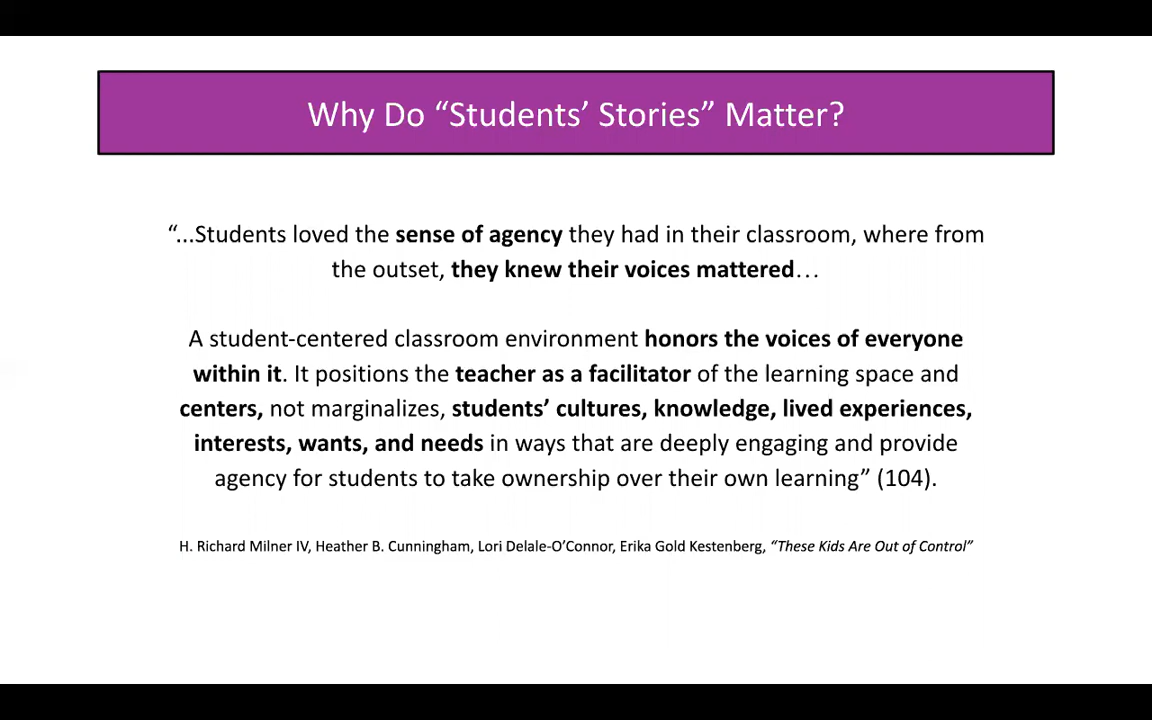 Why Do “Students’ Stories” Matter?
“...Students loved the sense of agency they had in their classroom, where from
the outset, they knew their voices mattered…
A student-centered classroom environment honors the voices of everyone
within it. It positions the teacher as a facilitator of the learning space and
centers, not marginalizes, students’ cultures, knowledge, lived experiences,
interests, wants, and needs in ways that are deeply engaging and provide
agency for students to take ownership over their own learning” (104).
H. Richard Milner IV, Heather B. Cunningham, Lori Delale-O’Connor, Erika Gold Kestenberg, “These Kids Are Out of Control”